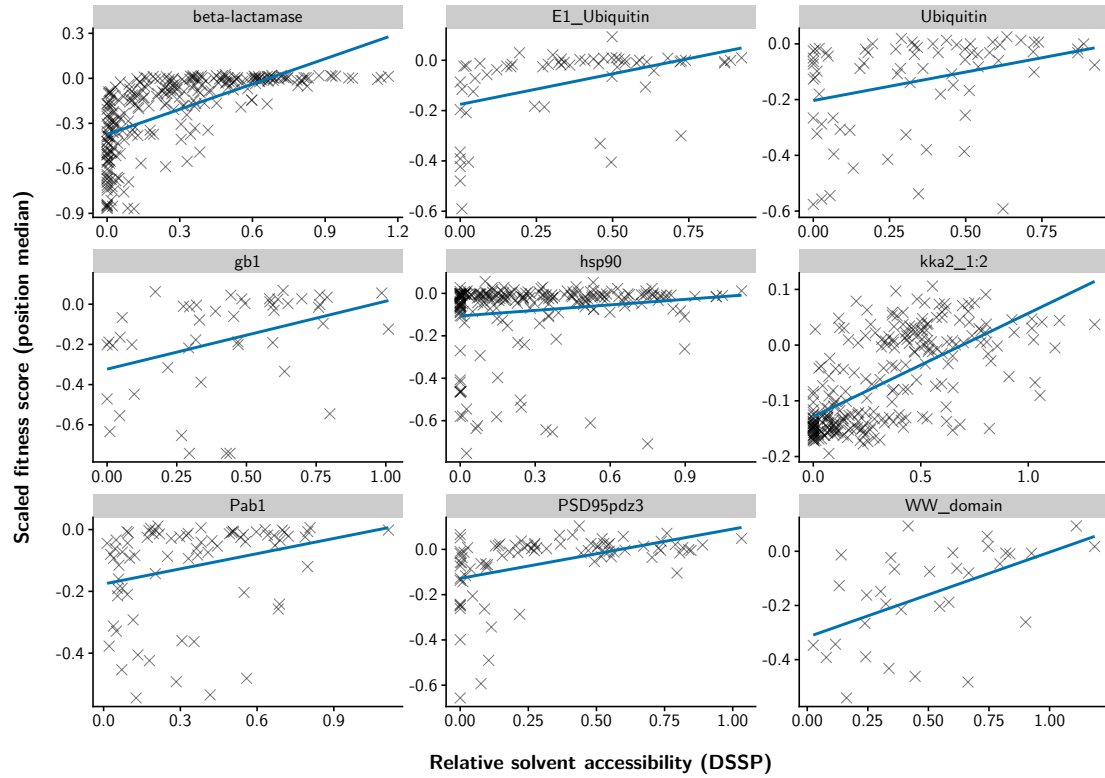 beta-lactamase
E1_Ubiquitin
Ubiquitin
0.3
0.0
-0.3
-0.6
-0.9
0.0 0.3 0.6 0.9 1.2
0.2
0.0
-0.2
-0.4
-0.6
0.00 0.25 0.50 0.75
0.0
-0.2
-0.4
-0.6
0.00 0.25 0.50 0.75
gb1
hsp90
kka2_1:2
0.0
-0.2
-0.4
-0.6
0.00 0.25 0.50 0.75 1.00
0.0
-0.2
-0.4
-0.6
0.0 0.3 0.6 0.9
0.1
0.0
-0.1
-0.2
0.0 0.5 1.0
Pab1
PSD95pdz3
WW_domain
0.0
-0.2
-0.4
0.0 0.3 0.6 0.9
0.0
-0.2
-0.4
-0.6
0.00 0.25 0.50 0.75 1.00
0.0
-0.2
-0.4
0.00 0.25 0.50 0.75 1.00
Scaled fitness score (position median)
Relative solvent accessibility (DSSP)